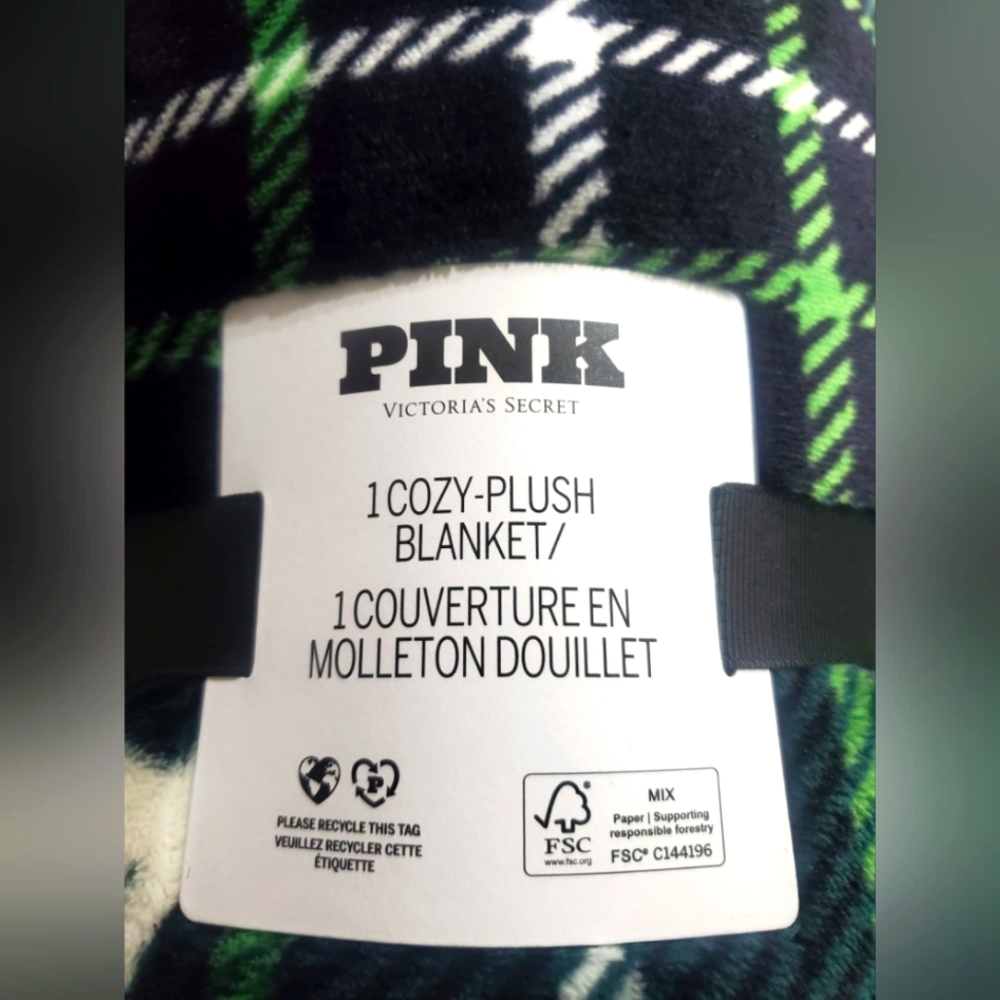 PINK
VICTORIA'S SECRET
1 COZY-PLUSH
BLANKET/
1 COUVERTURE EN
MOLLETON DOUILLET
P
PLEASE RECYCLE THIS TAG
VEUILLEZ RECYCLER CETTE
ÉTIQUETTE
FSC
www.fsc.org
MIX
Paper | Supporting
responsible forestry
FSC® C144196